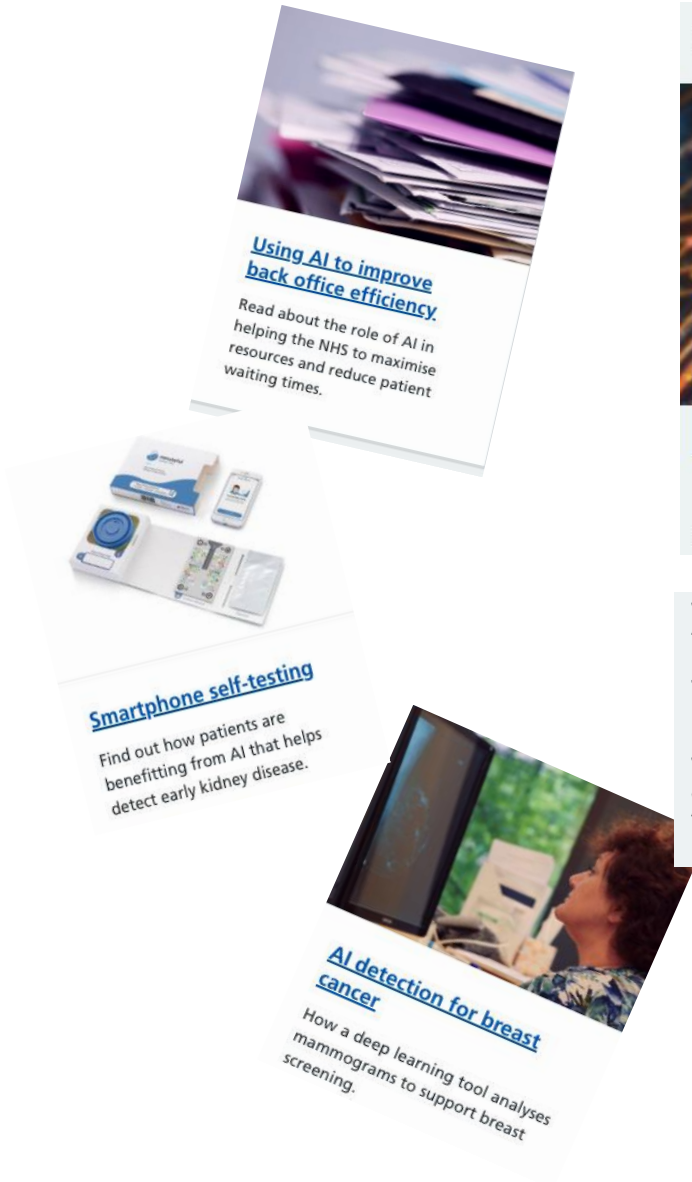 Using AI to improve
back office efficiency
Read about the role of AI in
helping the NHS to maximise
resources and reduce patient
waiting times.
Smartphone self-testing
Find out how patients are
benefitting from AI that helps
detect early kidney disease.
AI detection for breast
cancer
How a deep learning tool analyses
mammograms to support breast
screening.